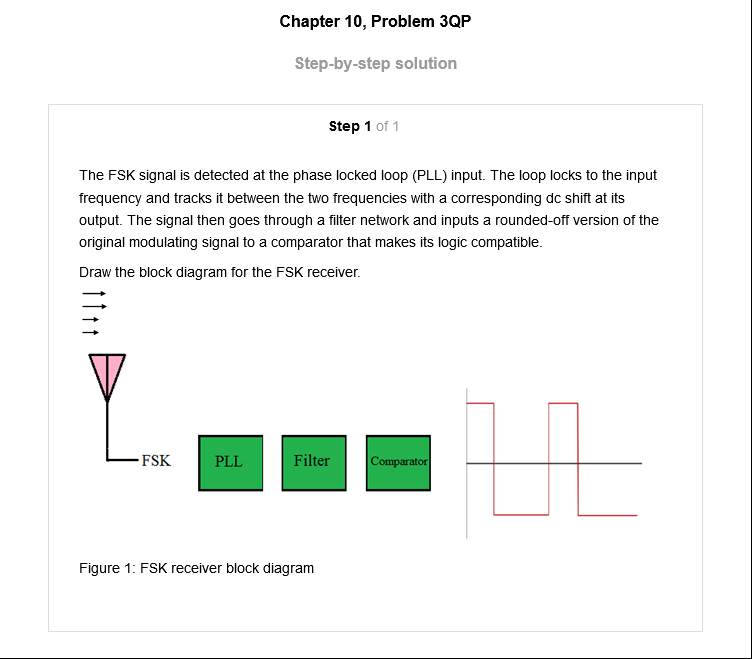 Chapter 10, Problem 3QP
Step-by-step solution
Step 1 of 1
The FSK signal is detected at the phase locked loop (PLL) input. The loop locks to the input
frequency and tracks it between the two frequencies with a corresponding dc shift at its
output. The signal then goes through a filter network and inputs a rounded-off version of the
original modulating signal to a comparator that makes its logic compatible.
Draw the block diagram for the FSK receiver.
FSK PLL Filter Comparator
Figure 1: FSK receiver block diagram